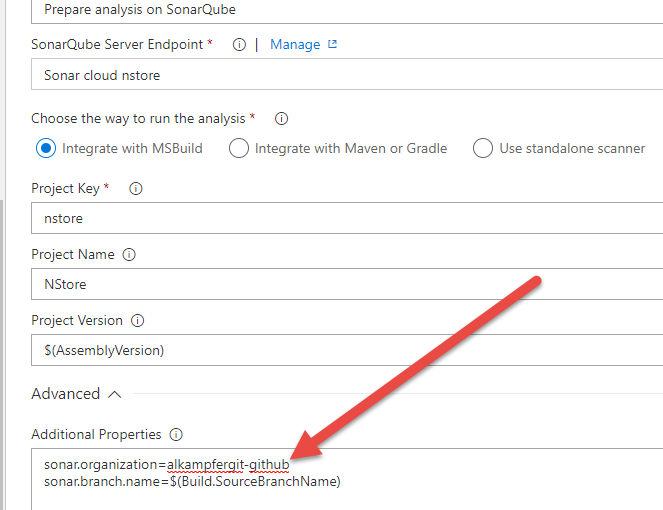 Prepare analysis on SonarQube
SonarQube Server Endpoint * | Manage
Sonar cloud nstore
Choose the way to run the analysis *
Integrate with MSBuild Integrate with Maven or Gradle Use standalone scanner
Project Key *
nstore
Project Name
NStore
Project Version
$(AssemblyVersion)
Advanced
Additional Properties
sonar.organization=alkampfergit-github
sonar.branch.name=$(Build.SourceBranchName)